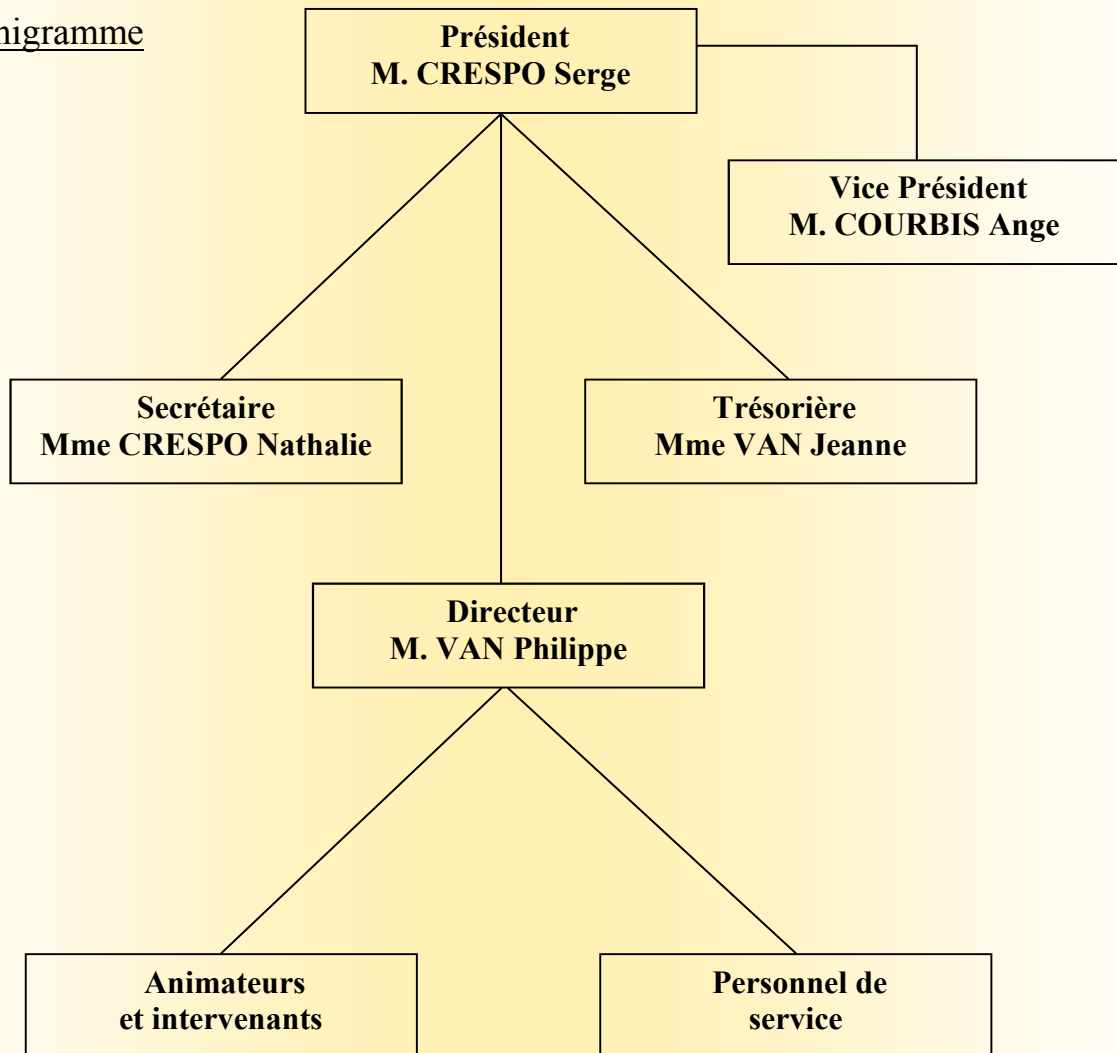 Président
M. CRESPO Serge
Vice Président
M. COURBIS Ange
Secrétaire
Mme CRESPO Nathalie
Trésorière
Mme VAN Jeanne
Directeur
M. VAN Philippe
Animateurs
et intervenants
Personnel de
service